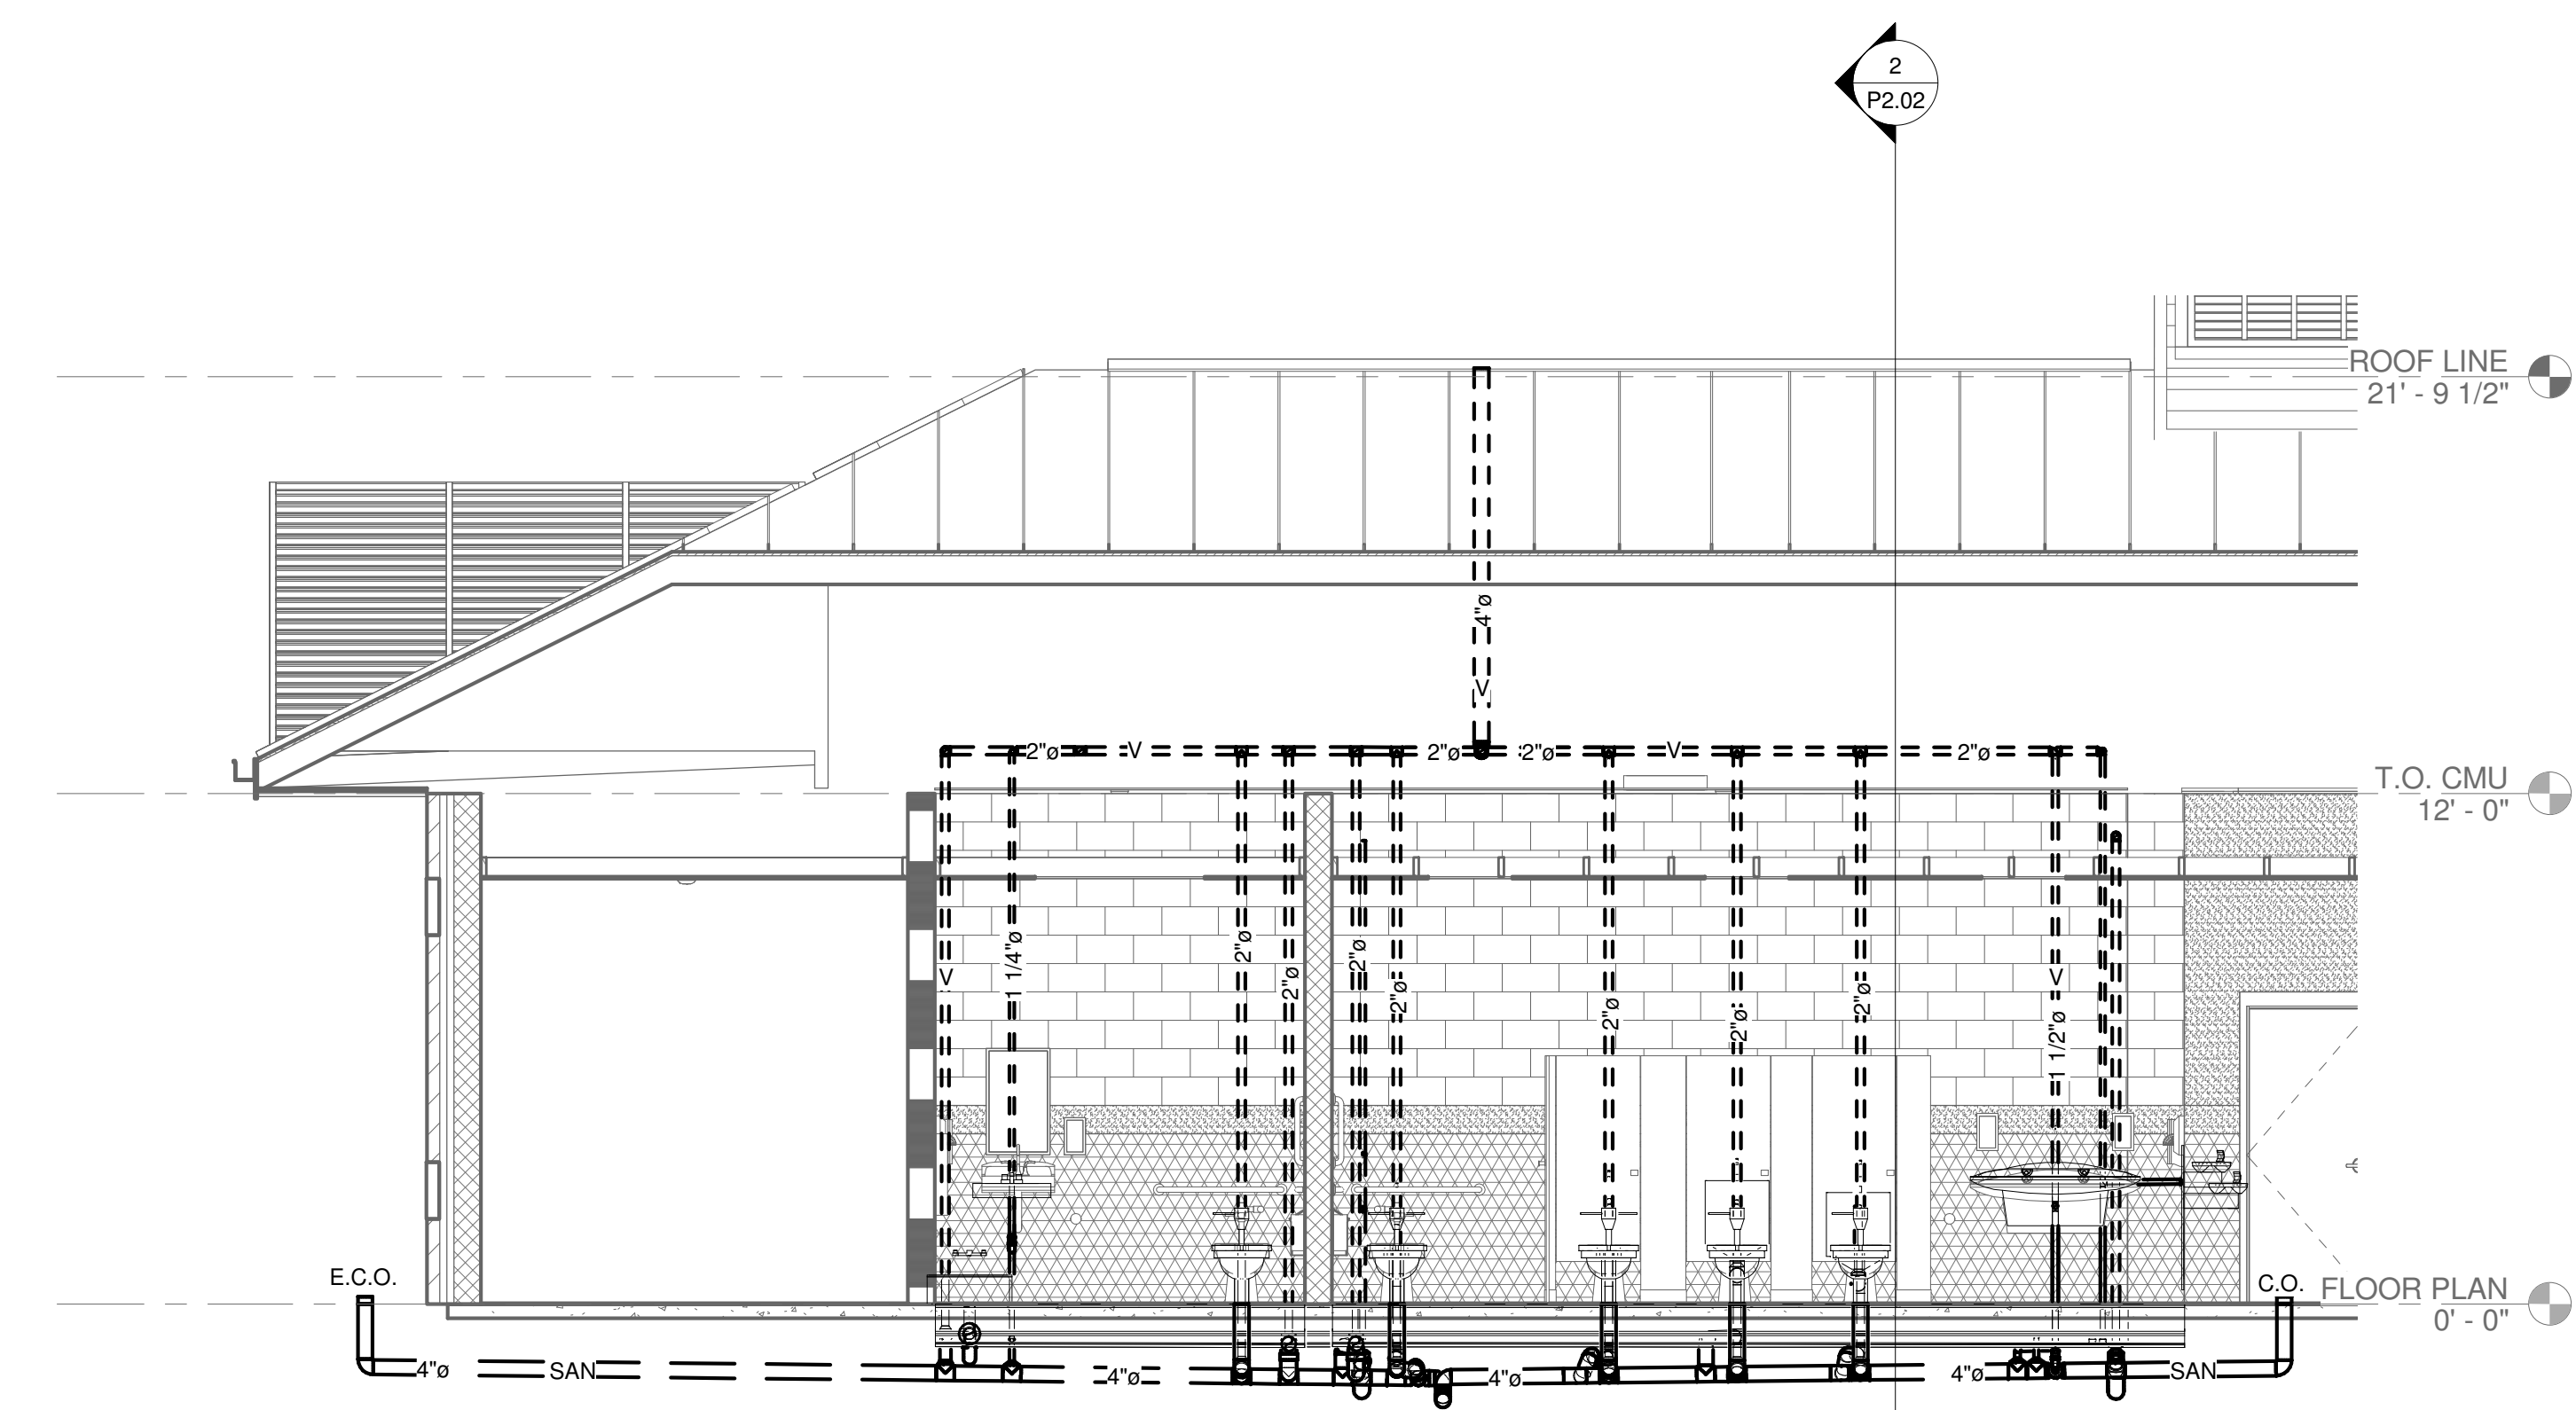 2
P2.02
ROOF LINE
21' - 9 1/2"
4"ø
V
2"ø
V
2"ø
2"ø
V
2"ø
T.O. CMU
12' - 0"
V
1 1/4"ø
2"ø
2"ø
2"ø
2"ø
2"ø
2"ø
2"ø
V
1 1/2"ø
E.C.O.
C.O.
FLOOR PLAN
0' - 0"
4"ø
SAN
4"ø
4"ø
4"ø
SAN